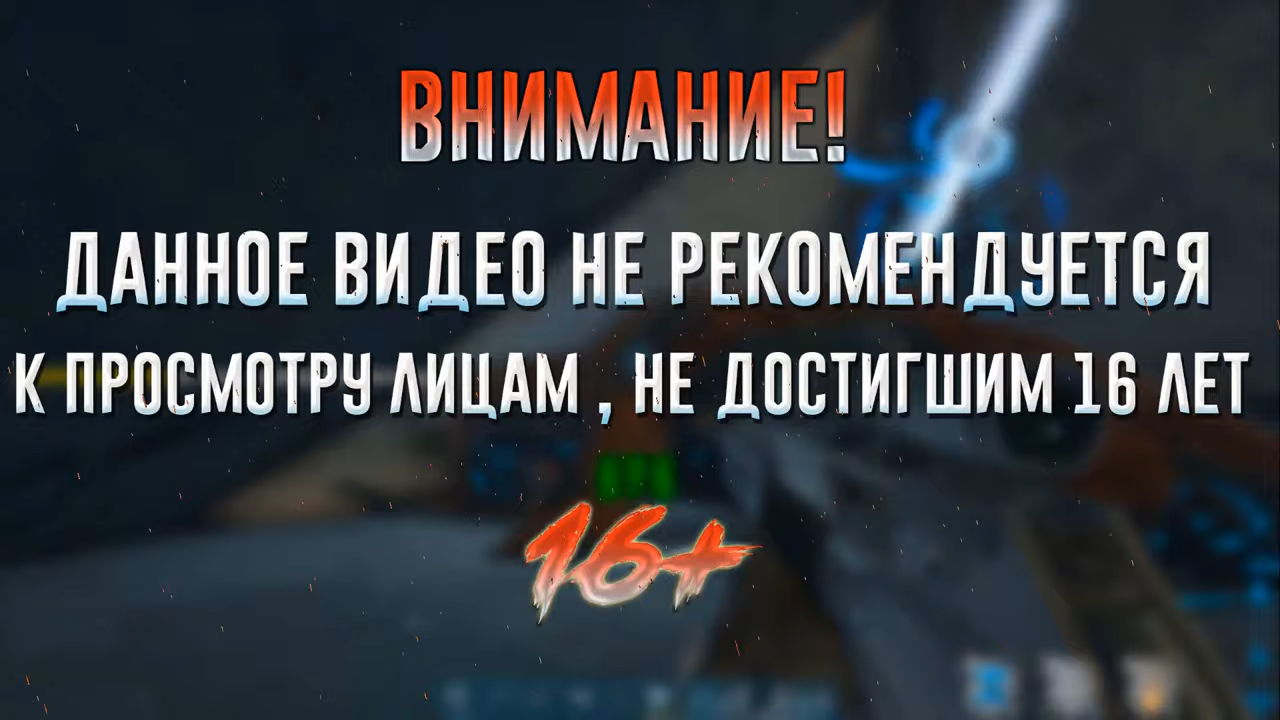 ВНИМАНИЕ!
ДАННОЕ ВИДЕО НЕ РЕКОМЕНДУЕТСЯ
К ПРОСМОТРУ ЛИЦАМ , НЕ ДОСТИГШИМ 16 ЛЕТ
16+